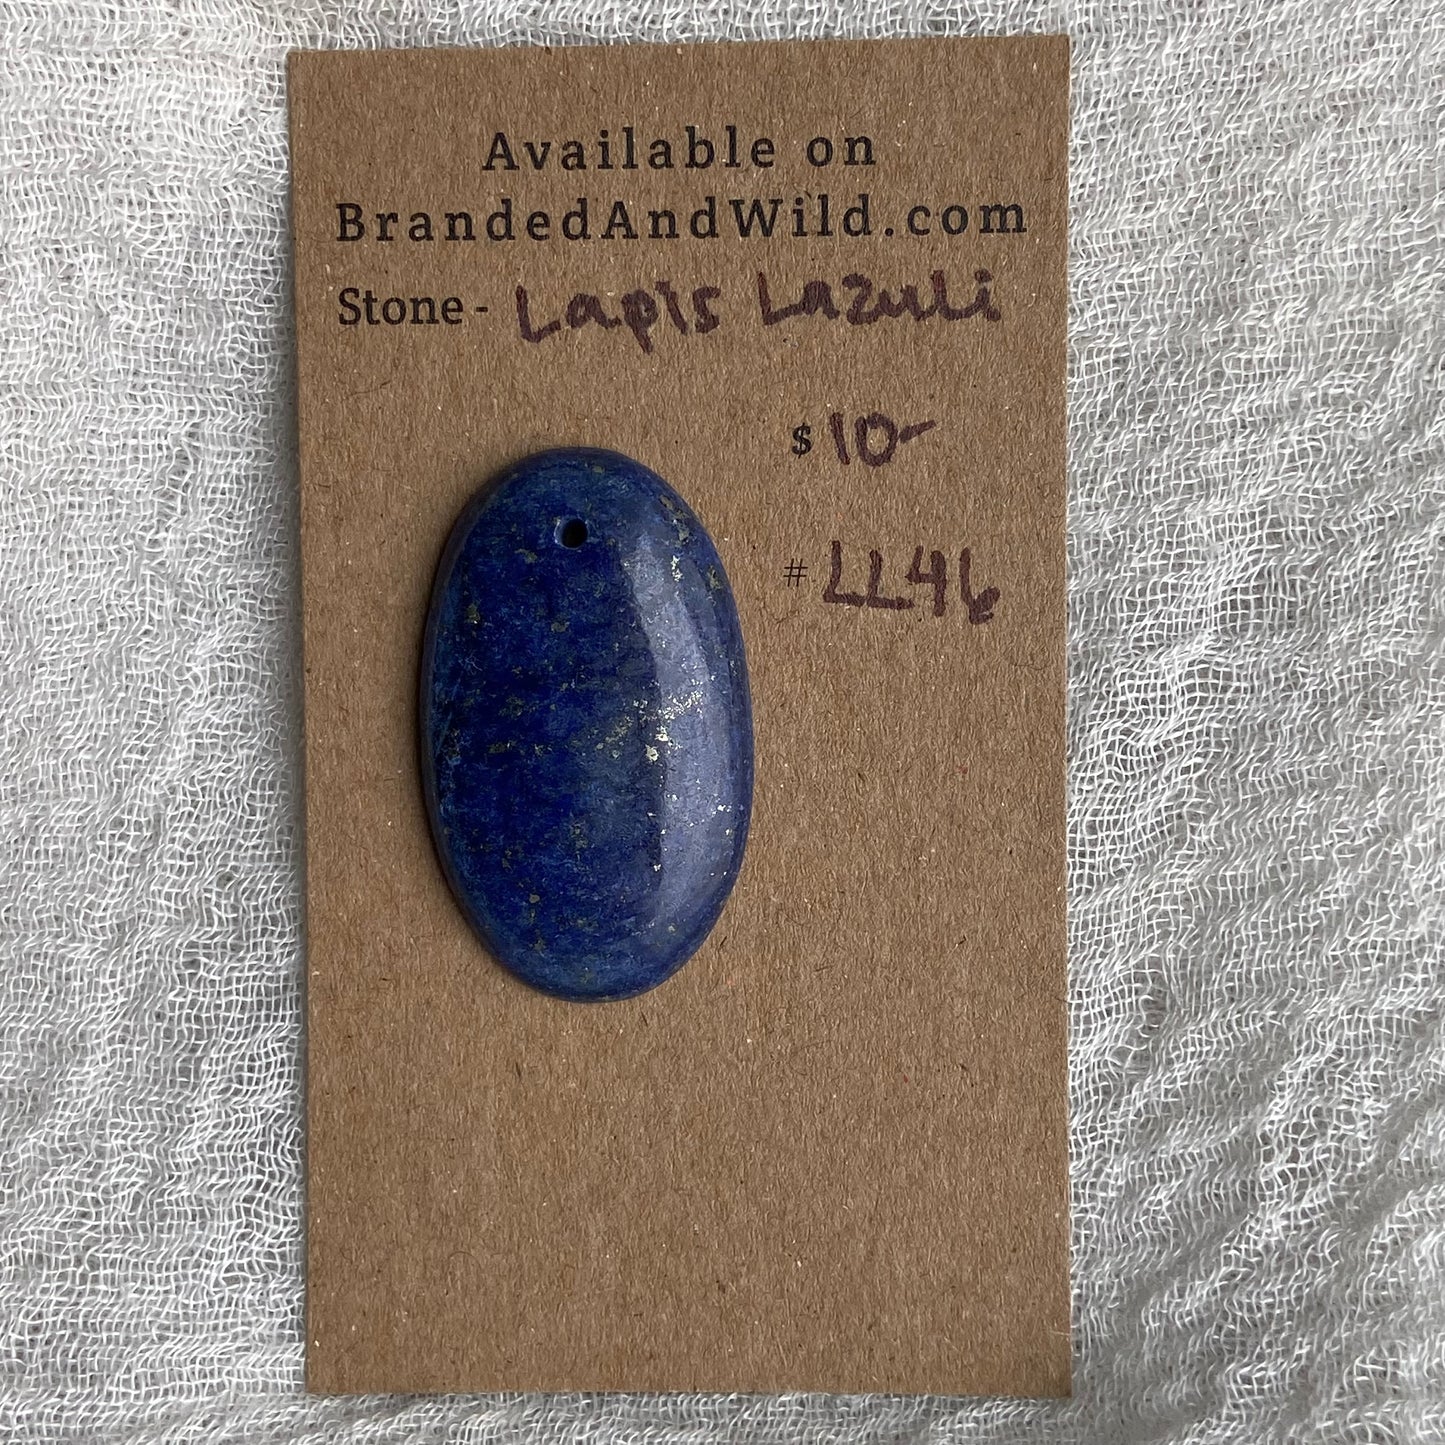 Available on
BrandedAndWild.com
Stone - Lapis Lazuli
$10-
# LL46